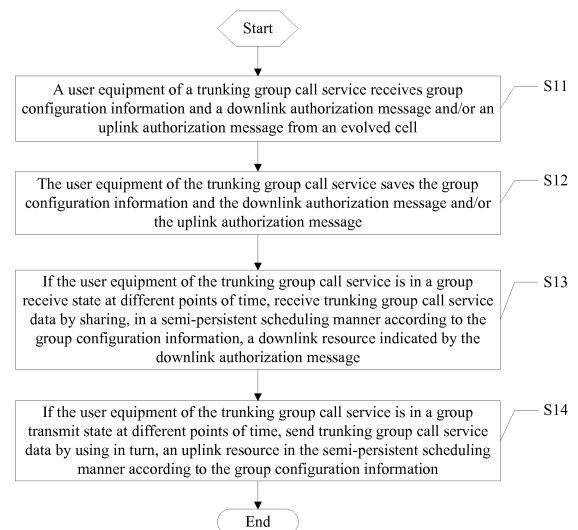 Start
A user equipment of a trunking group call service receives group
configuration information and a downlink authorization message and/or an
uplink authorization message from an evolved cell
S11
The user equipment of the trunking group call service saves the group
configuration information and the downlink authorization message and/or
the uplink authorization message
S12
If the user equipment of the trunking group call service is in a group
receive state at different points of time, receive trunking group call service
data by sharing, in a semi-persistent scheduling manner according to the
group configuration information, a downlink resource indicated by the
downlink authorization message
S13
If the user equipment of the trunking group call service is in a group
transmit state at different points of time, send trunking group call service
data by using in turn, an uplink resource in the semi-persistent scheduling
manner according to the group configuration information
S14
End